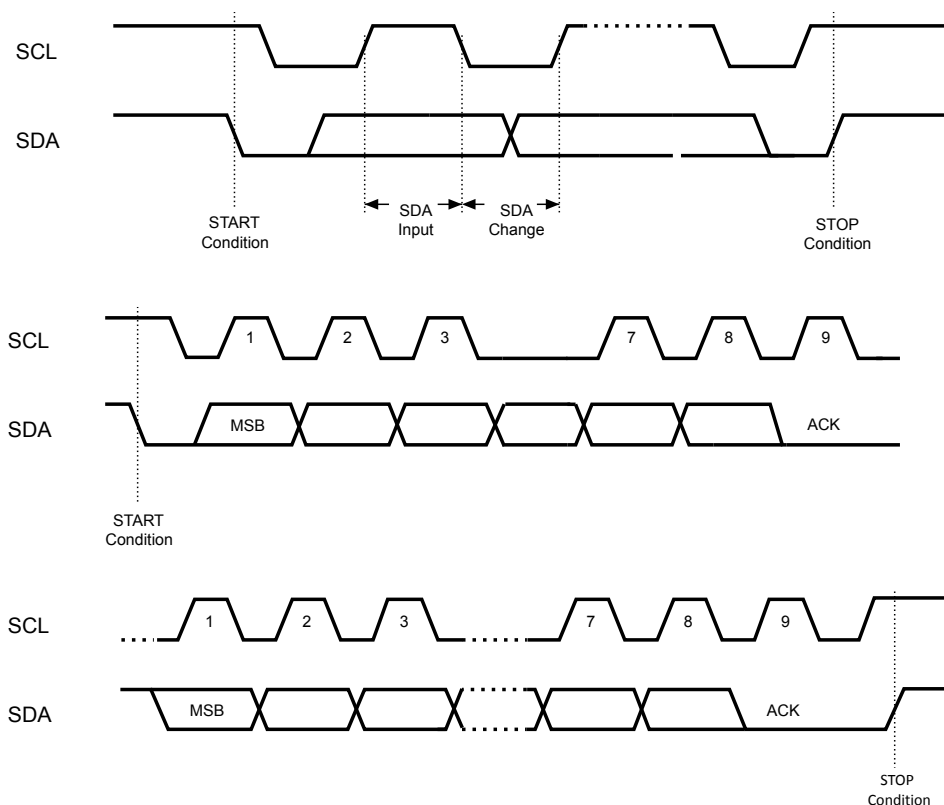 SCL
SDA
SDA
Input
SDA
Change
START
Condition
STOP
Condition
SCL
1 2 3 7 8 9
SDA
MSB ACK
START
Condition
SCL
1 2 3 7 8 9
SDA
MSB ACK
STOP
Condition